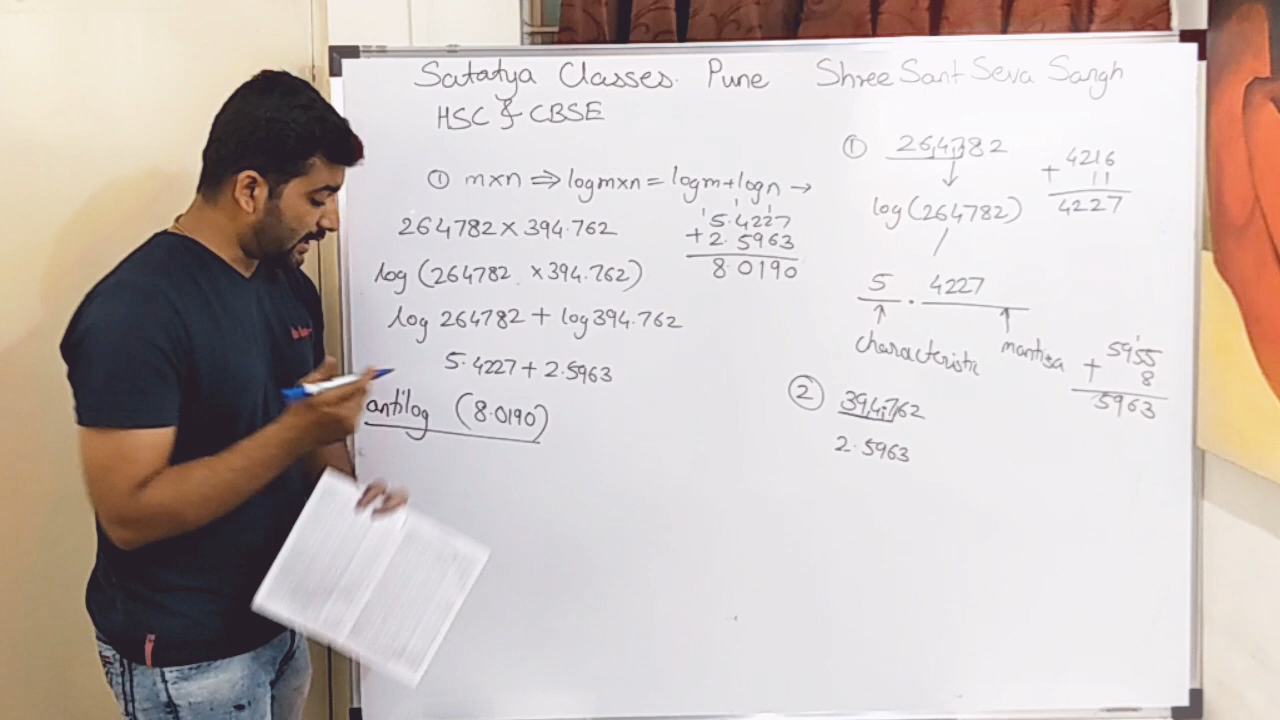 Satatya Classes. Pune Shree Sant Seva Sangh
HSC & CBSE
① m×n ⇒ log m×n = log m + log n →
264782 × 394.762
log (264782 × 394.762)
log 264782 + log 394.762
5.4227 + 2.5963
antilog (8.0190)
5.4227
+ 2.5963
8.0190
① 264782
log (264782)
5 . 4227
characteristic mantisa
4216
+ 11
4227
② 394.762
2.5963
5955
+ 8
5963